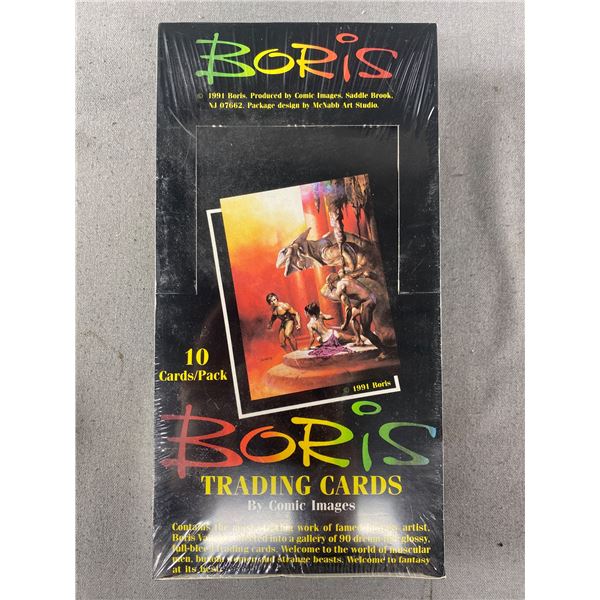 BORIS
© 1991 Boris. Produced by Comic Images, Saddle Brook,
NJ 07662. Package design by McNabb Art Studio.
10
Cards/Pack
© 1991 Boris
BORIS
TRADING CARDS
By Comic Images
Contains the most work of famed artist,
Boris into a gallery of 90 glossy,
full-bleed trading cards. Welcome to the world of muscular
men, and strange beasts. Welcome to fantasy
at its best.